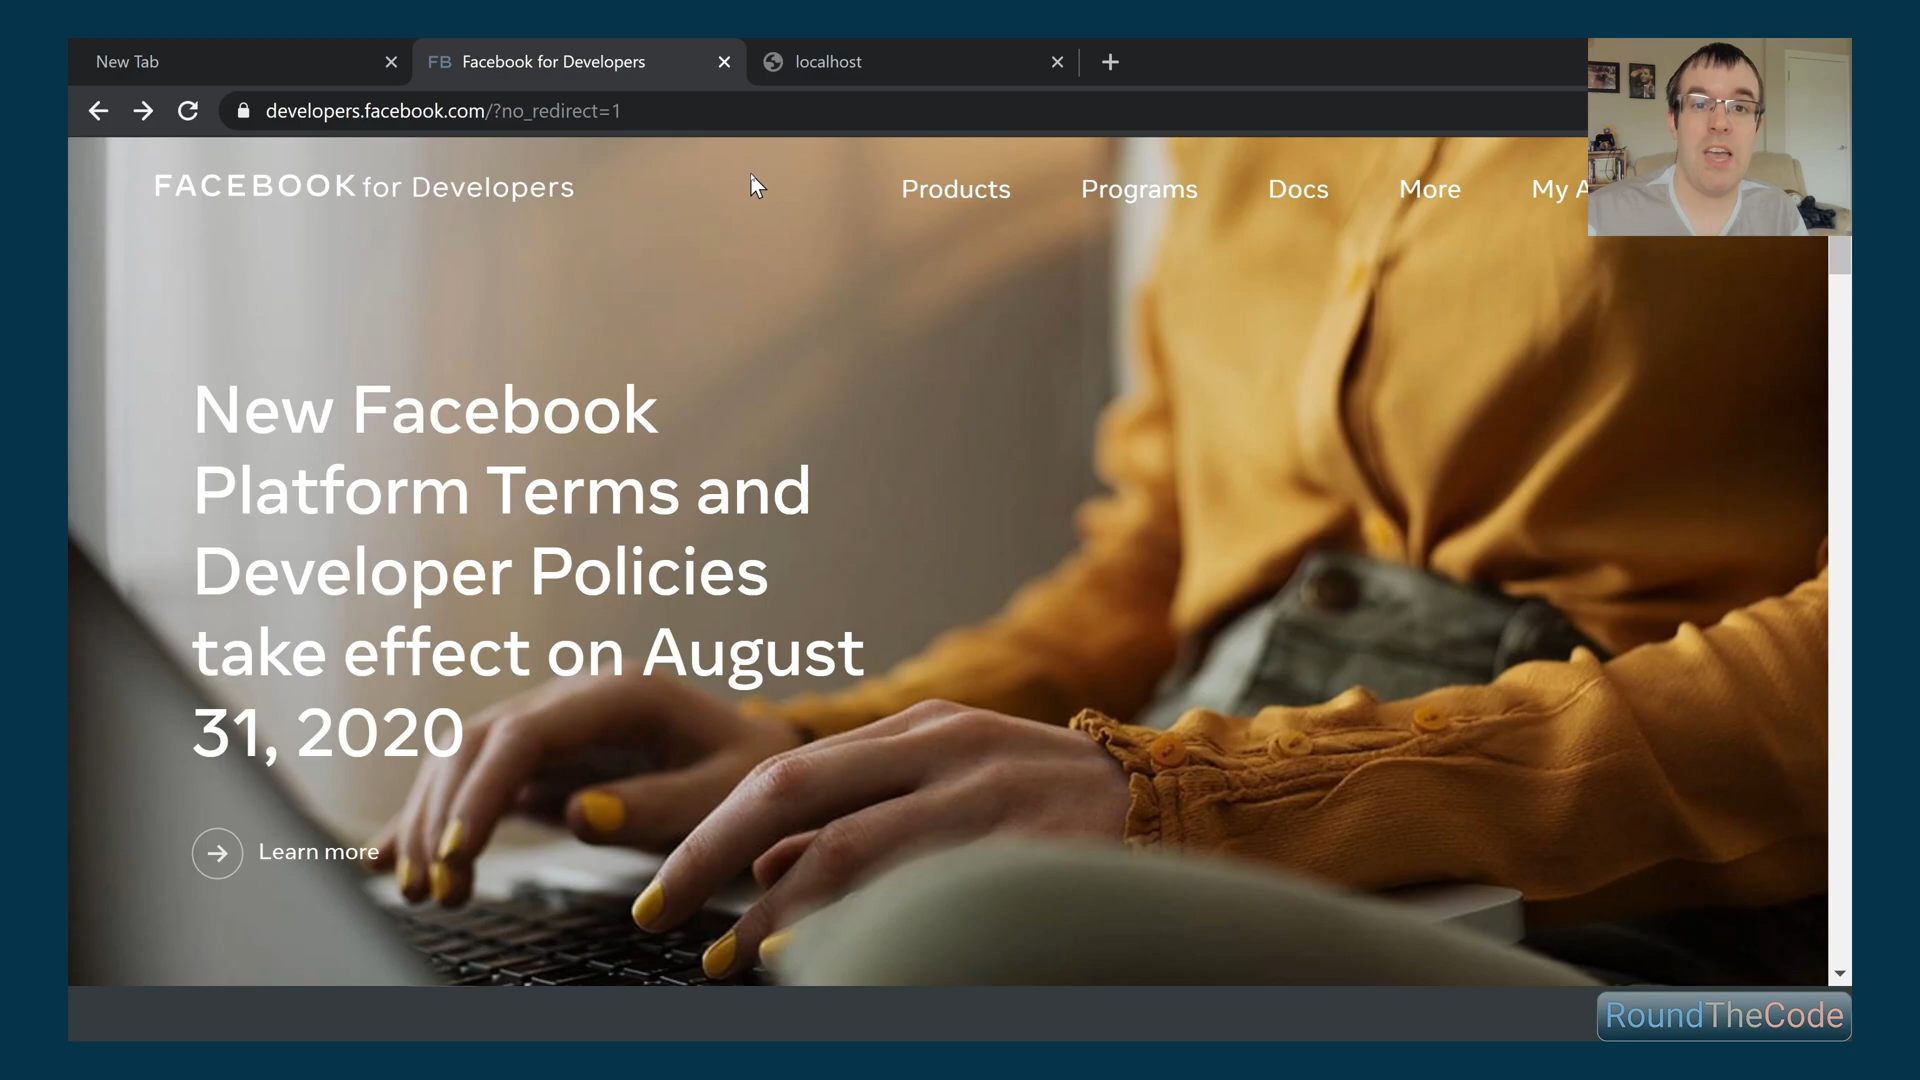 New Tab
FB Facebook for Developers
localhost
developers.facebook.com/?no_redirect=1
FACEBOOK for Developers
Products Programs Docs More My A
New Facebook
Platform Terms and
Developer Policies
take effect on August
31, 2020
Learn more
RoundTheCode